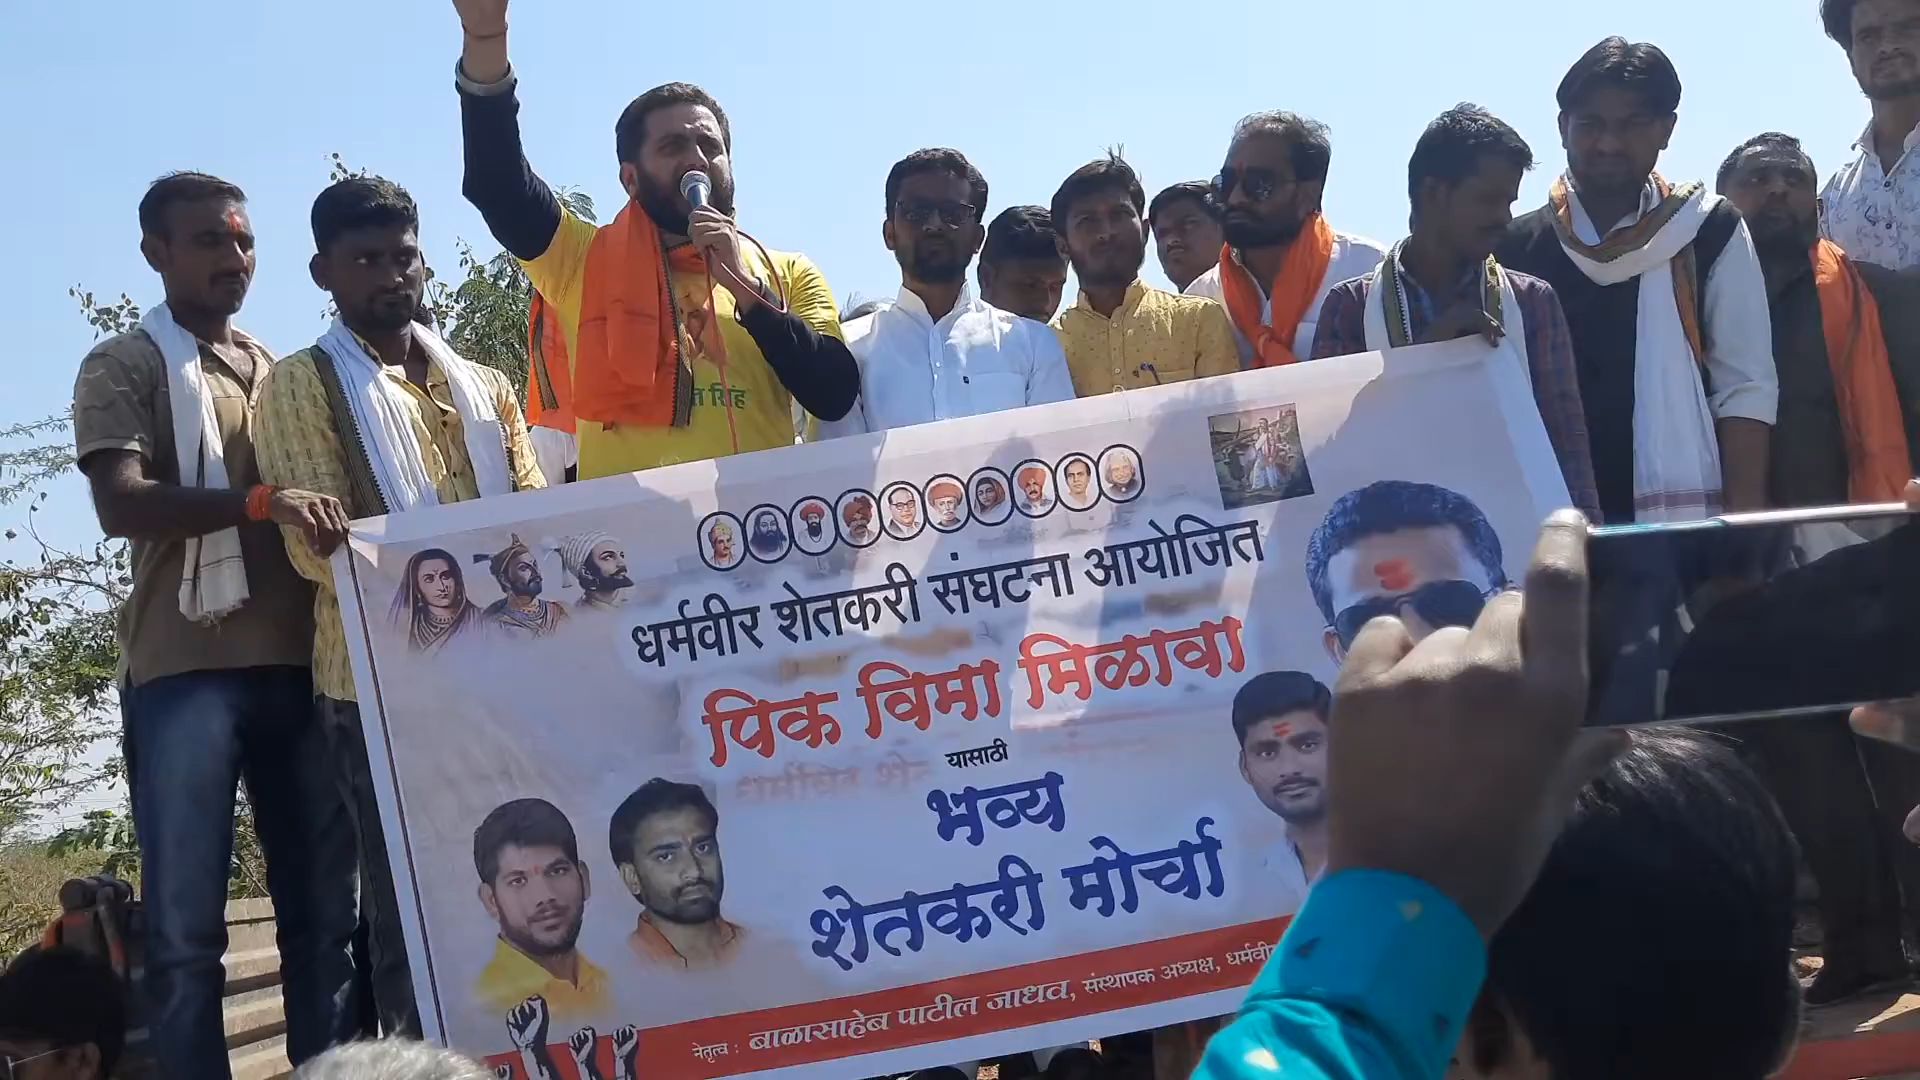 त सिंह
धर्मवीर शेतकरी संघटना आयोजित
पिक विमा मिळावा
यासाठी
भव्य
शेतकरी मोर्चा
नेतृत्व : बाळासाहेब पाटील जाधव, संस्थापक अध्यक्ष, धर्मवीर